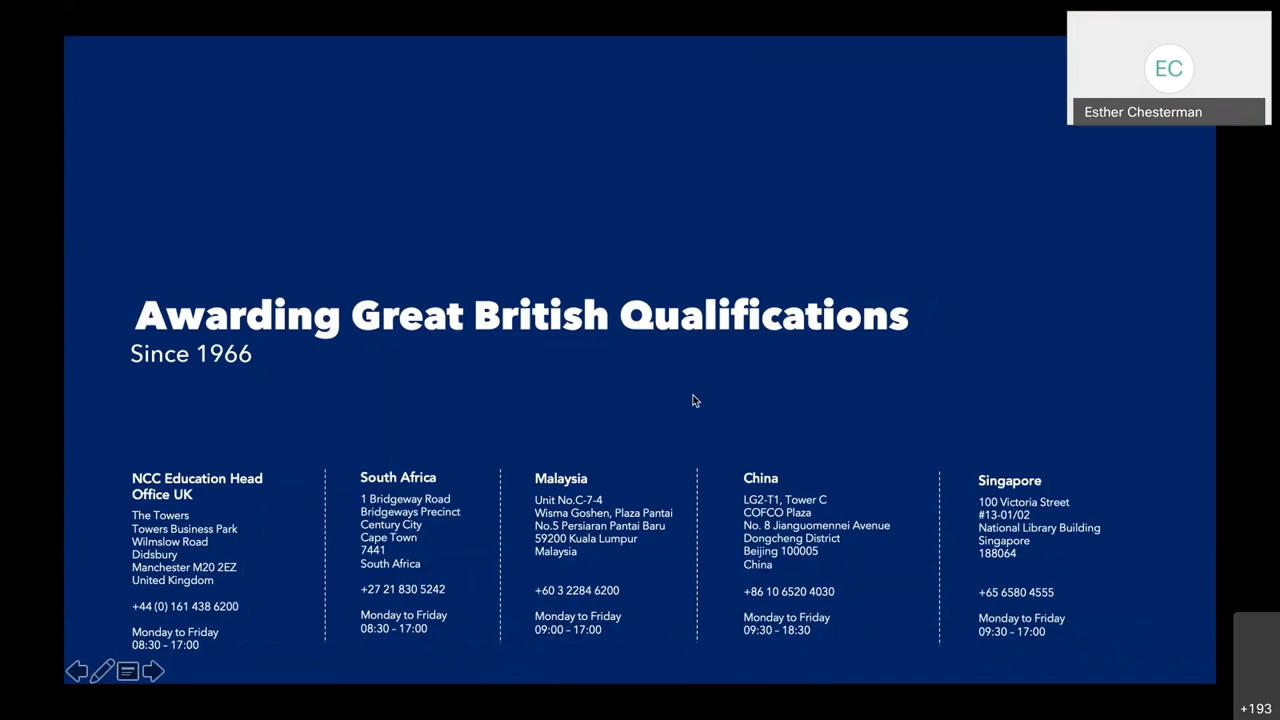 EC
Esther Chesterman
Awarding Great British Qualifications
Since 1966
NCC Education Head
Office UK
The Towers
Towers Business Park
Wilmslow Road
Didsbury
Manchester M20 2EZ
United Kingdom
+44 (0) 161 438 6200
Monday to Friday
08:30 – 17:00
South Africa
1 Bridgeway Road
Bridgeways Precinct
Century City
Cape Town
7441
South Africa
+27 21 830 5242
Monday to Friday
08:30 – 17:00
Malaysia
Unit No.C-7-4
Wisma Goshen, Plaza Pantai
No.5 Persiaran Pantai Baru
59200 Kuala Lumpur
Malaysia
+60 3 2284 6200
Monday to Friday
09:00 – 17:00
China
LG2-T1, Tower C
COFCO Plaza
No. 8 Jianguomennei Avenue
Dongcheng District
Beijing 100005
China
+86 10 6520 4030
Monday to Friday
09:30 – 18:30
Singapore
100 Victoria Street
#13-01/02
National Library Building
Singapore
188064
+65 6580 4555
Monday to Friday
09:30 – 17:00
+193